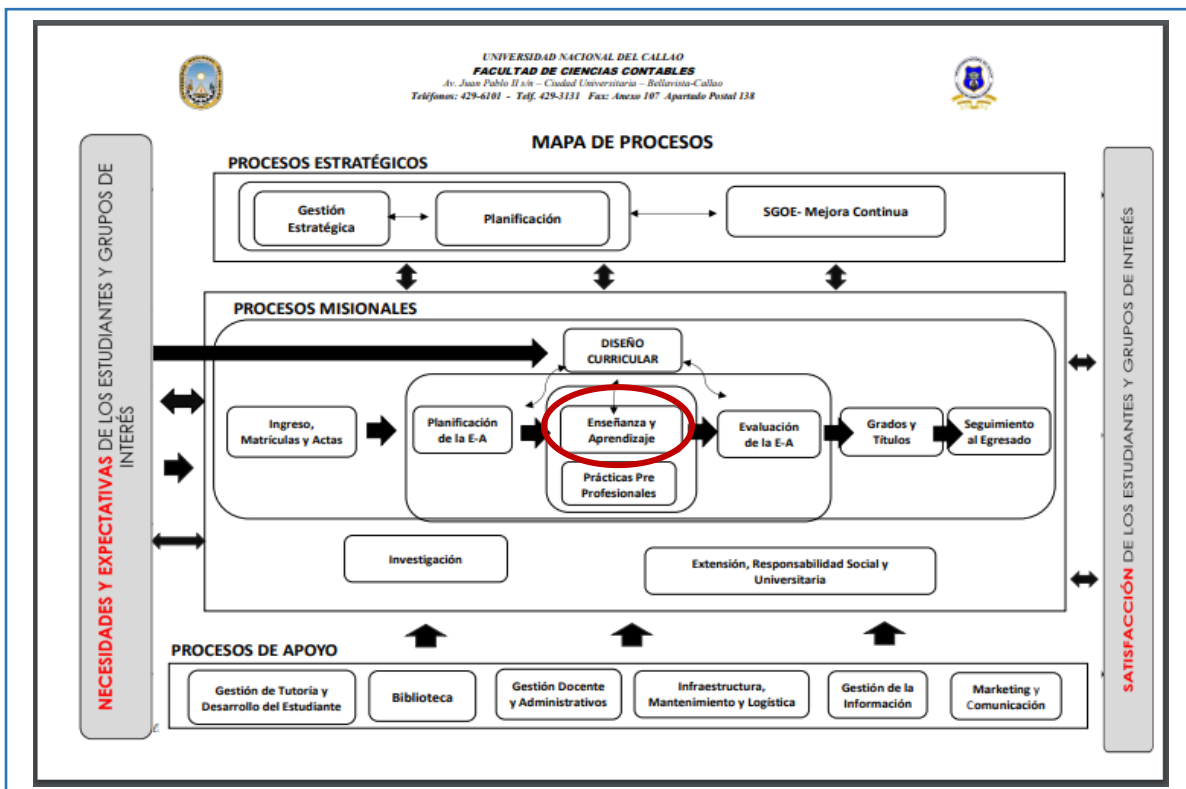 UNIVERSIDAD NACIONAL DEL CALLAO
FACULTAD DE CIENCIAS CONTABLES
Av. Juan Pablo II s/n – Ciudad Universitaria – Bellavista-Callao
Teléfonos: 429-6101 - Telf. 429-3131 Fax: Anexo 107 Apartado Postal 138
MAPA DE PROCESOS
NECESIDADES Y EXPECTATIVAS DE LOS ESTUDIANTES Y GRUPOS DE
INTERÉS
PROCESOS ESTRATÉGICOS
Gestión
Estratégica
Planificación
SGOE- Mejora Continua
PROCESOS MISIONALES
DISEÑO
CURRICULAR
Ingreso,
Matrículas y Actas
Planificación
de la E-A
Enseñanza y
Aprendizaje
Prácticas Pre
Profesionales
Evaluación
de la E-A
Grados y
Títulos
Seguimiento
al Egresado
Investigación
Extensión, Responsabilidad Social y
Universitaria
PROCESOS DE APOYO
Gestión de Tutoria y
Desarrollo del Estudiante
Biblioteca
Gestión Docente
y Administrativos
Infraestructura,
Mantenimiento y Logística
Gestión de la
Información
Marketing y
Comunicación
SATISFACCIÓN DE LOS ESTUDIANTES Y GRUPOS DE INTERÉS